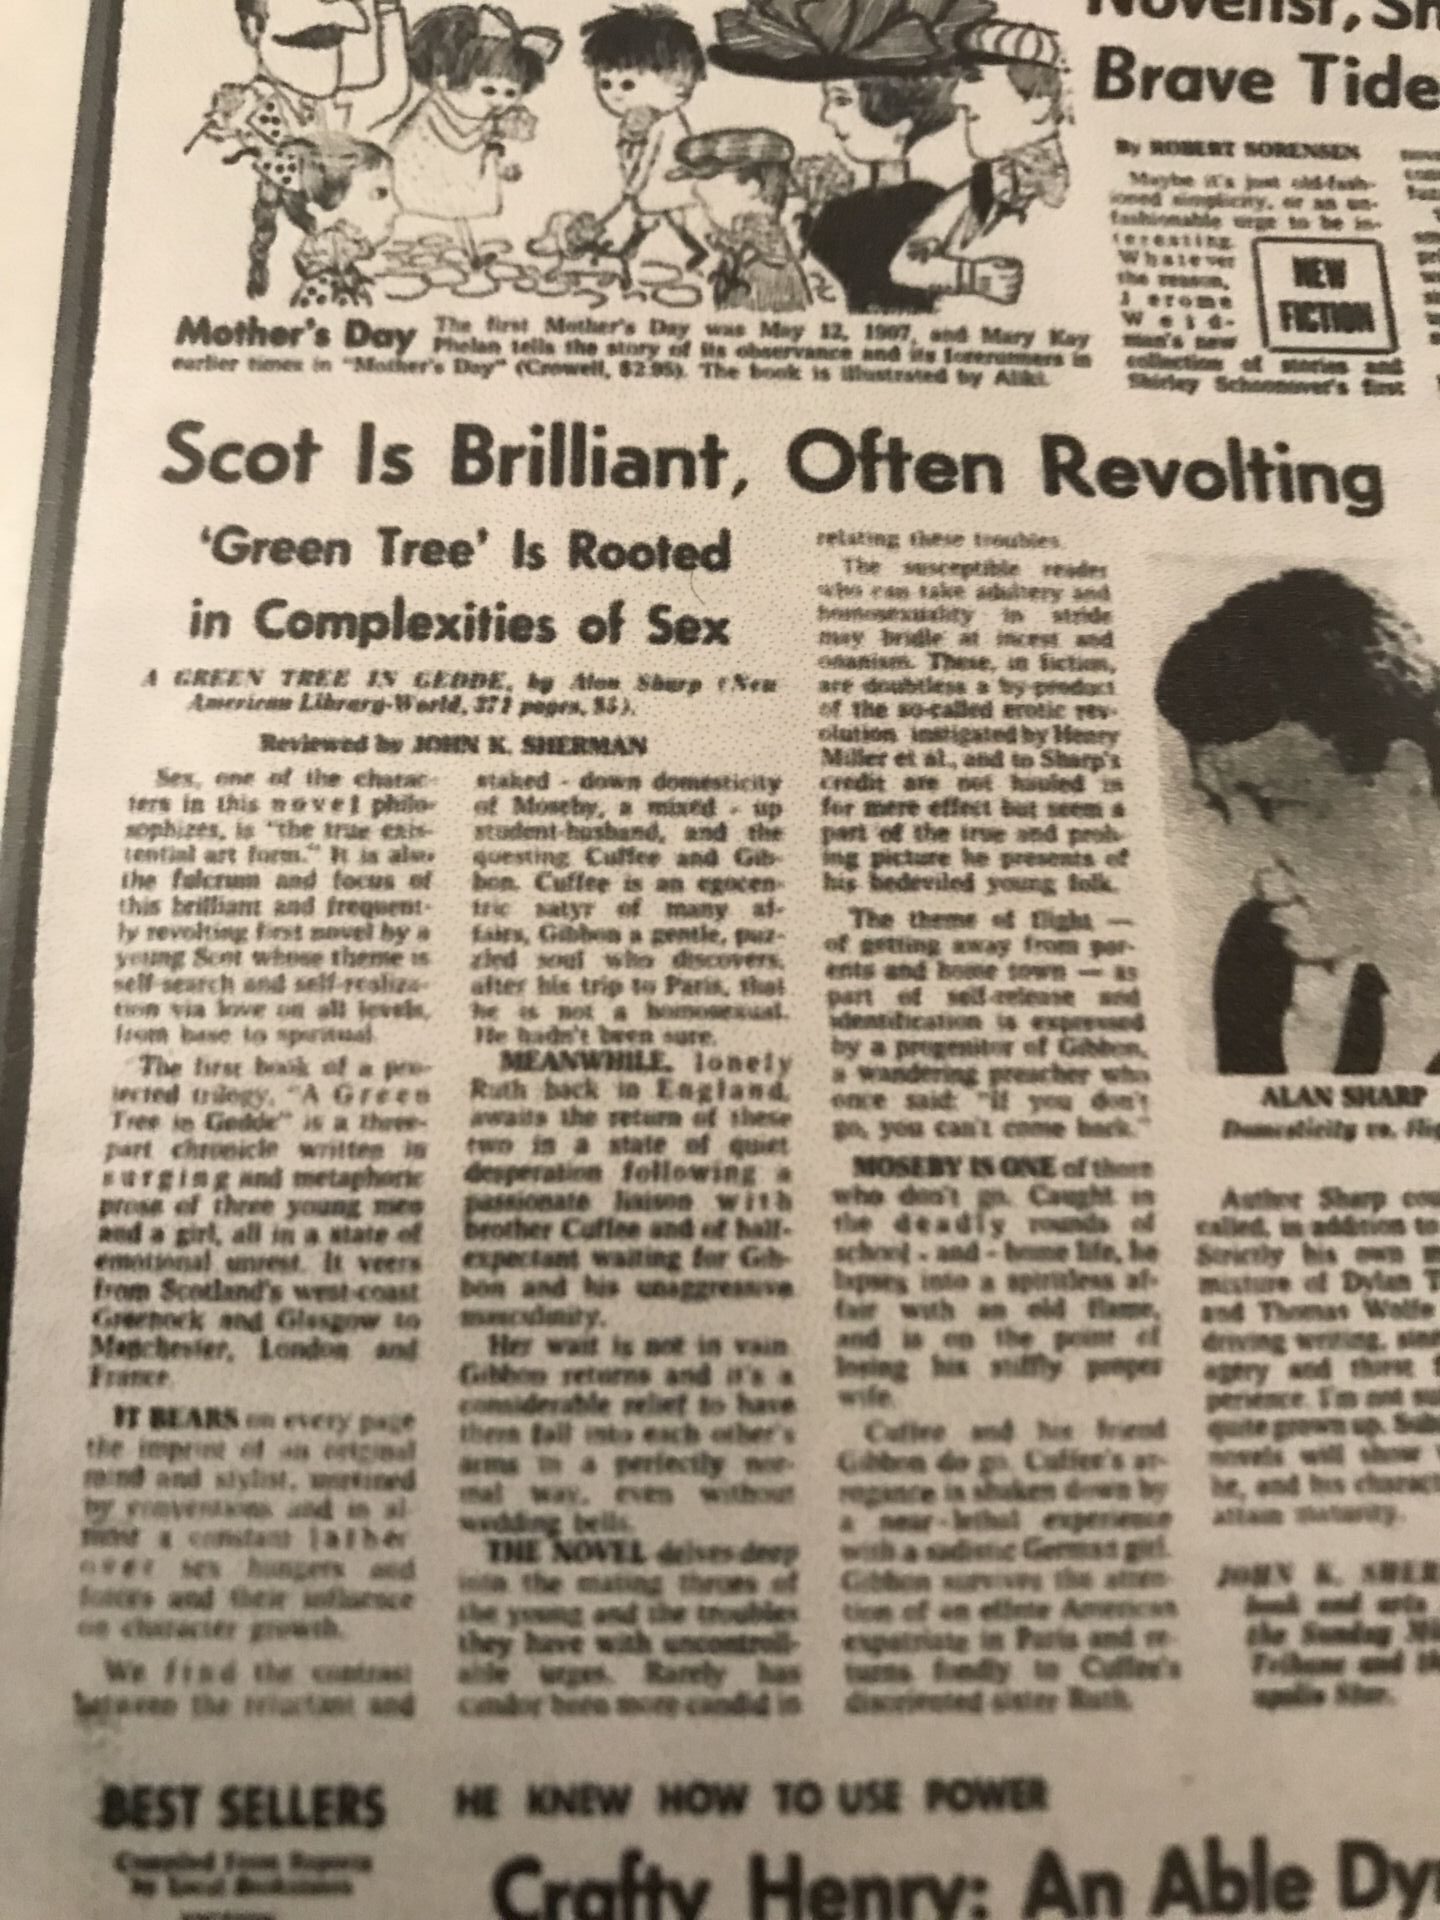 Novelist, Sh
Brave Tide
By ROBERT SORENSEN
Maybe it's just old-fash-
ioned simplicity, or an un-
fashionable urge to be in-
teresting.
Whatever
the reason,
Jerome
Weid-
man's new
collection of stories and
Shirley Schoonover's first
NEW
FICTION
Mother's Day The first Mother's Day was May 12, 1907, and Mary Kay
Phelan tells the story of its observance and its forerunners in
earlier times in "Mother's Day" (Crowell, $2.95). The book is illustrated by Aliki.
Scot Is Brilliant, Often Revolting
'Green Tree' Is Rooted
in Complexities of Sex
A GREEN TREE IN GEDDE, by Alan Sharp (New
American Library-World, 371 pages, $5).
Reviewed by JOHN K. SHERMAN
Sex, one of the charac-
ters in this novel philo-
sophizes, is "the true exis-
tential art form." It is also
the fulcrum and focus of
this brilliant and frequent-
ly revolting first novel by a
young Scot whose theme is
self-search and self-realiza-
tion via love on all levels,
from base to spiritual.
The first book of a pro-
jected trilogy, "A Green
Tree in Gedde" is a three-
part chronicle written in
surging and metaphoric
prose of three young men
and a girl, all in a state of
emotional unrest. It veers
from Scotland's west-coast
Greenock and Glasgow to
Manchester, London and
France.
IT BEARS on every page
the imprint of an original
mind and stylist, unreined
by conventions and in al-
most a constant lather
over sex hungers and
forces and their influence
on character growth.
We find the contrast
between the reluctant and
staked - down domesticity
of Moseby, a mixed - up
student-husband, and the
questing Cuffee and Gib-
bon. Cuffee is an egocen-
tric satyr of many af-
fairs, Gibbon a gentle, puz-
zled soul who discovers,
after his trip to Paris, that
he is not a homosexual.
He hadn't been sure.
MEANWHILE, lonely
Ruth back in England,
awaits the return of these
two in a state of quiet
desperation following a
passionate liaison with
brother Cuffee and of half-
expectant waiting for Gib-
bon and his unaggressive
masculinity.
Her wait is not in vain
Gibbon returns and it's a
considerable relief to have
them fall into each other's
arms in a perfectly nor-
mal way, even without
wedding bells.
THE NOVEL delves deep
into the mating throes of
the young and the troubles
they have with uncontroll-
able urges. Rarely has
candor been more candid in
relating these troubles.
The susceptible reader
who can take adultery and
homosexuality in stride
may bridle at incest and
onanism. These, in fiction,
are doubtless a by-product
of the so-called erotic rev-
olution instigated by Henry
Miller et al., and to Sharp's
credit are not hauled in
for mere effect but seem a
part of the true and prob-
ing picture he presents of
his bedeviled young folk.
The theme of flight —
of getting away from par-
ents and home town — as
part of self-release and
identification is expressed
by a progenitor of Gibbon,
a wandering preacher who
once said: "If you don't
go, you can't come back."
MOSEBY IS ONE of those
who don't go. Caught in
the deadly rounds of
school - and - home life, he
lapses into a spiritless af-
fair with an old flame,
and is on the point of
losing his stiffly proper
wife.
Cuffee and his friend
Gibbon do go. Cuffee's ar-
rogance is shaken down by
a near-lethal experience
with a sadistic German girl.
Gibbon survives the atten-
tion of an effete American
expatriate in Paris and re-
turns fondly to Cuffee's
disoriented sister Ruth.
ALAN SHARP
Domesticity vs. flig
Author Sharp cou
called, in addition to
Strictly his own m
mixture of Dylan T
and Thomas Wolfe
driving writing,
agery and thirst f
perience. I'm not su
quite grown up. Sub
novels will show
he, and his charact
attain maturity.
JOHN K. SHER
book and arts
the Sunday
Tribune and
apolis Star.
BEST SELLERS
Compiled From Reports
by Local Bookstores
HE KNEW HOW TO USE POWER
Crafty Henry: An Able Dy